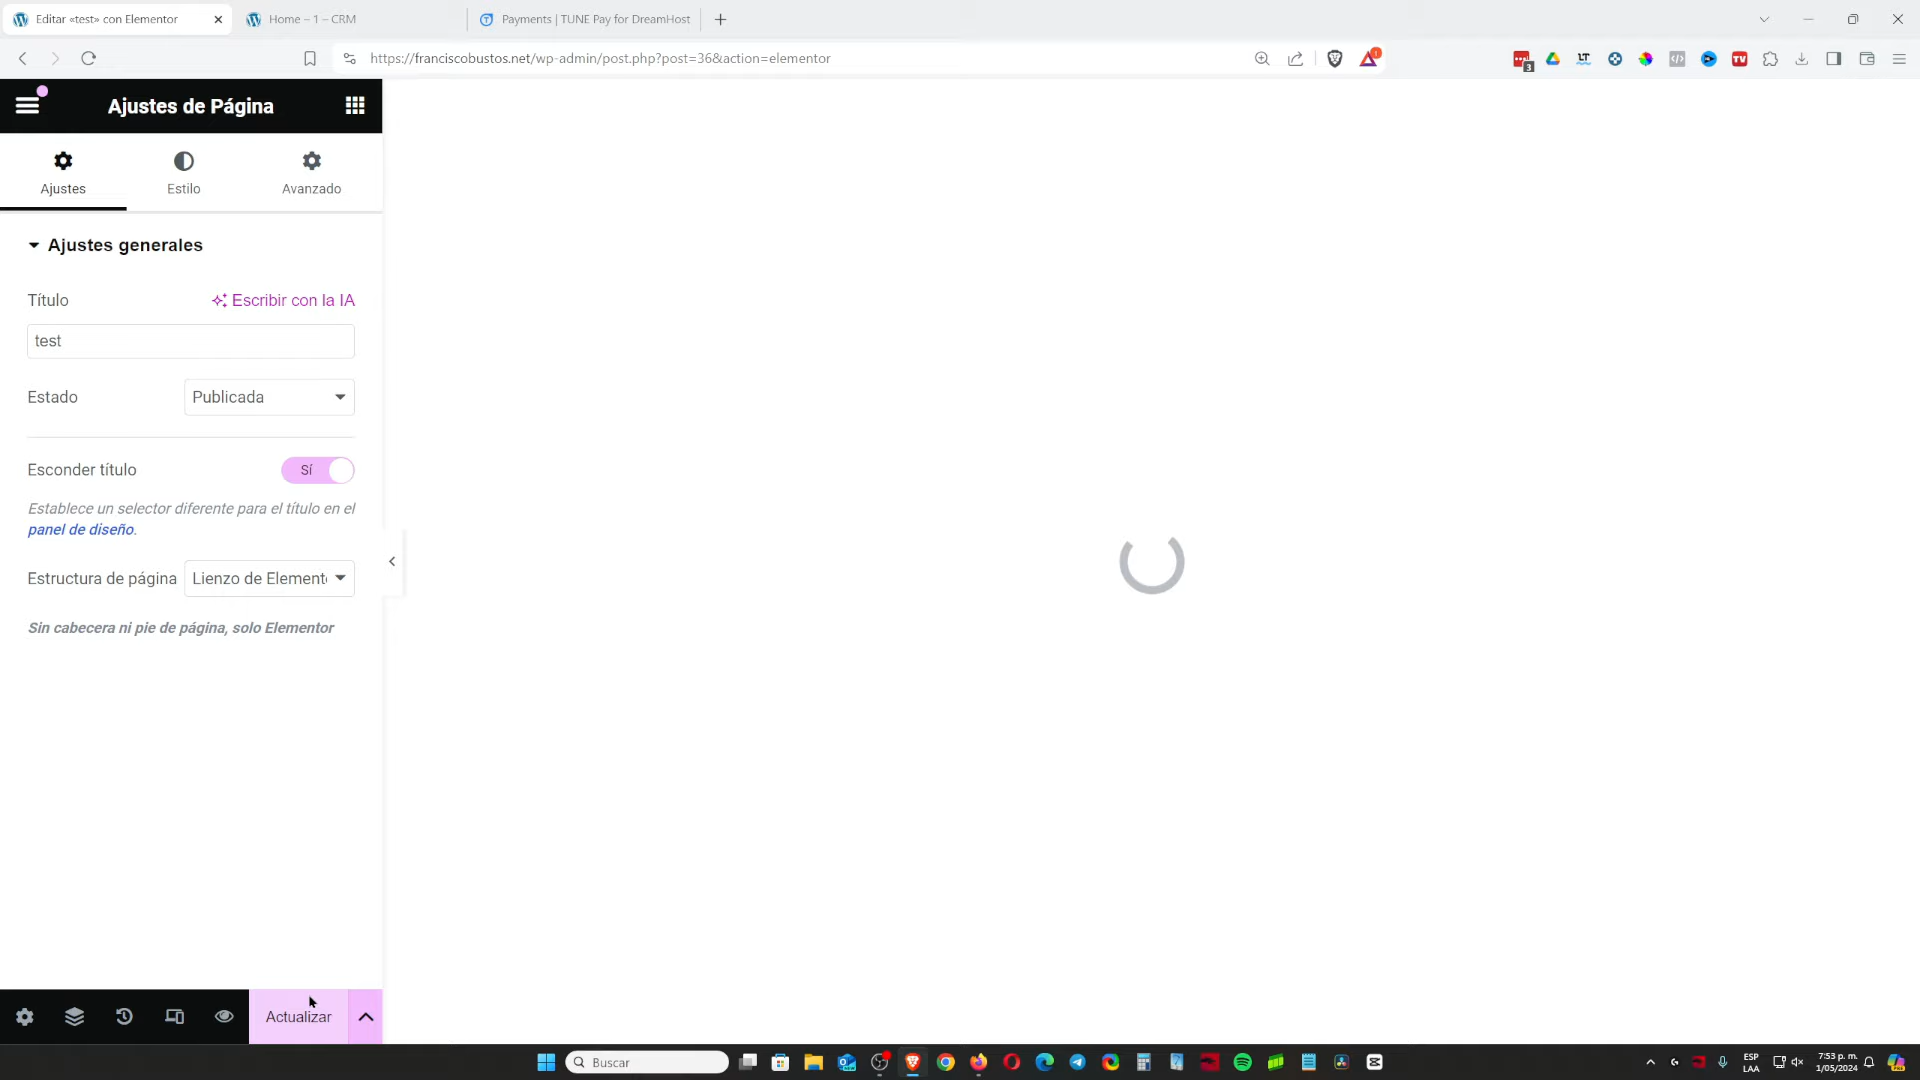 Editar «test» con Elementor
Home – 1 – CRM
Payments | TUNE Pay for DreamHost
https://franciscobustos.net/wp-admin/post.php?post=36&action=elementor
1
3
LT
TV
Ajustes de Página
Ajustes
Estilo
Avanzado
Ajustes generales
Título
Escribir con la IA
test
Estado
Publicada
Esconder título
Sí
Establece un selector diferente para el título en el
panel de diseño.
Estructura de página
Lienzo de Element
Sin cabecera ni pie de página, solo Elementor
Actualizar
Buscar
ESP
LAA
7:53 p. m.
1/05/2024